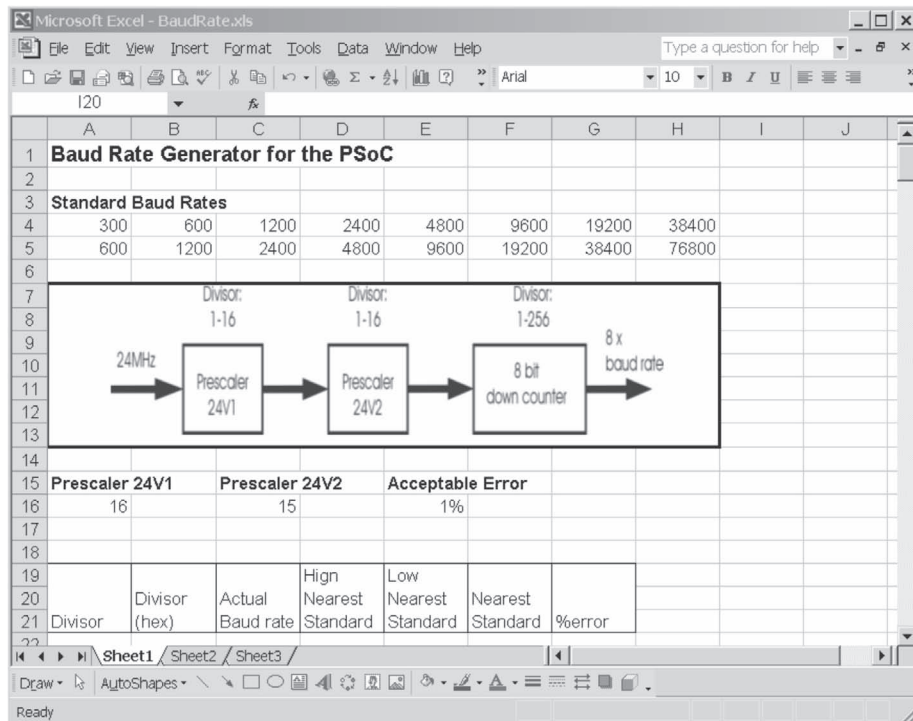 Microsoft Excel - BaudRate.xls
File Edit View Insert Format Tools Data Window Help Type a question for help
Arial 10 B I U
I20 fx
A B C D E F G H I J
1 Baud Rate Generator for the PSoC
2
3 Standard Baud Rates
4 300 600 1200 2400 4800 9600 19200 38400
5 600 1200 2400 4800 9600 19200 38400 76800
6
7 Divisor: Divisor: Divisor:
8 1-16 1-16 1-256
9 8 x
10 24MHz baud rate
11 Prescaler Prescaler 8 bit
12 24V1 24V2 down counter
13
14
15 Prescaler 24V1 Prescaler 24V2 Acceptable Error
16 16 15 1%
17
18
19 Hign Low
20 Divisor Actual Nearest Nearest Nearest
21 Divisor (hex) Baud rate Standard Standard Standard %error
22
Sheet1 Sheet2 Sheet3
Draw AutoShapes
Ready